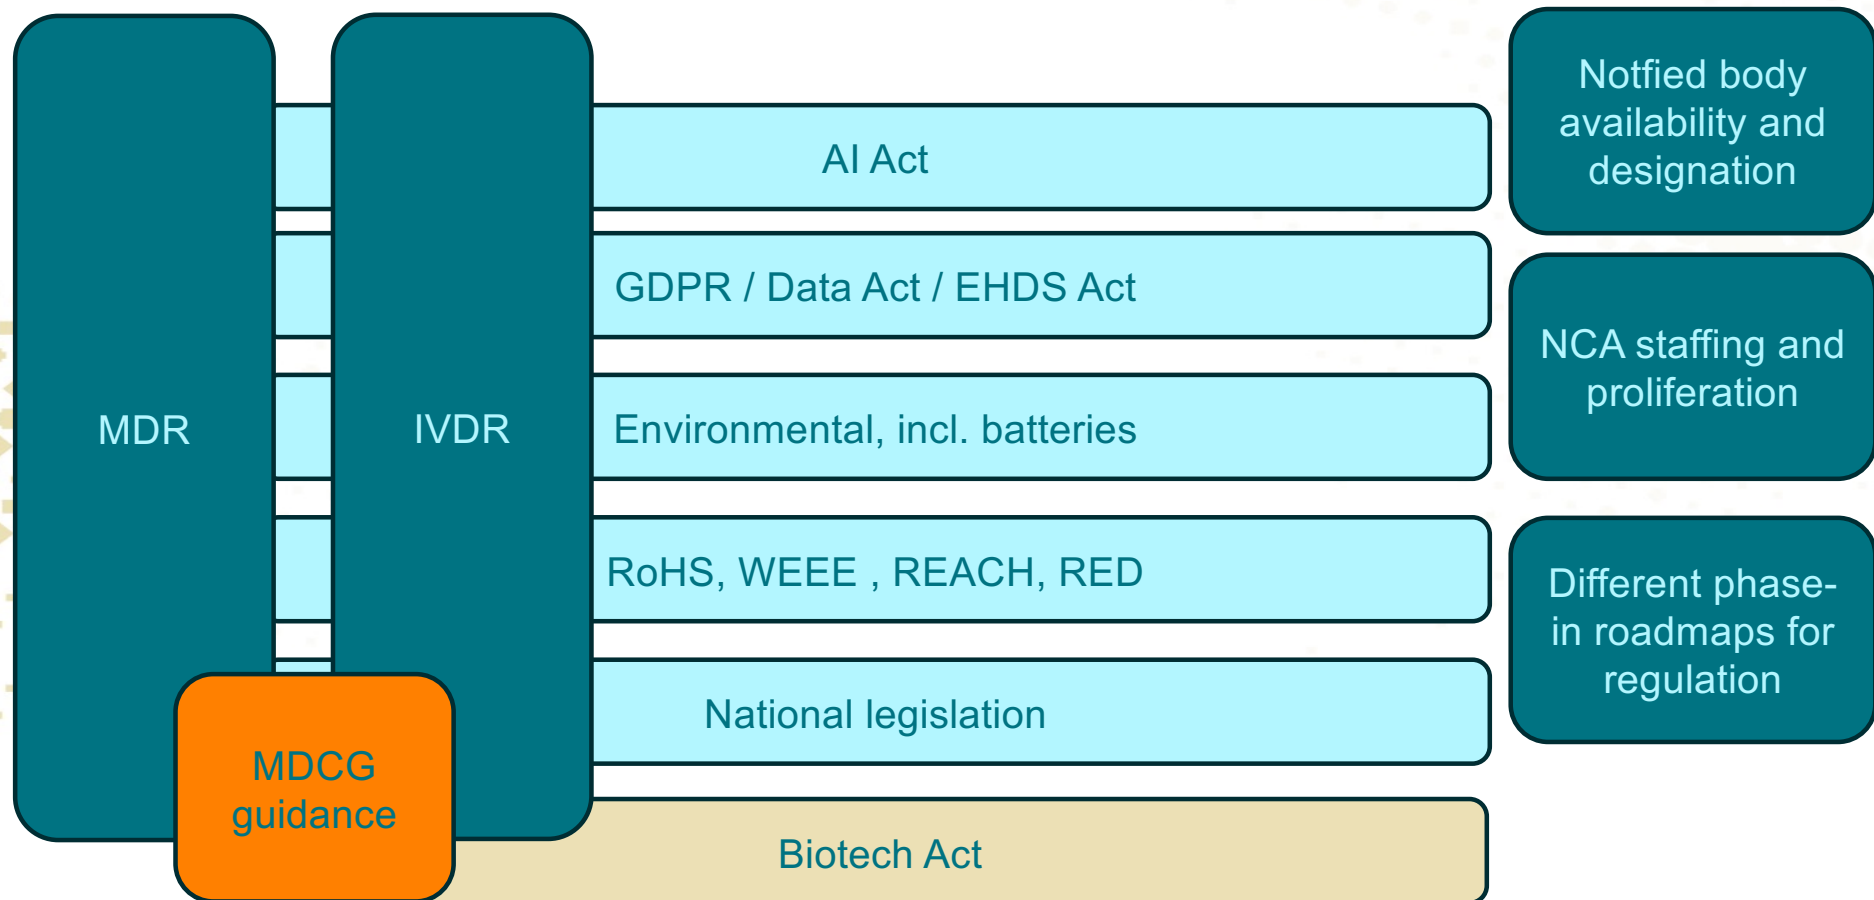 MDR
IVDR
AI Act
GDPR / Data Act / EHDS Act
Environmental, incl. batteries
RoHS, WEEE , REACH, RED
National legislation
MDCG
guidance
Biotech Act
Notfied body
availability and
designation
NCA staffing and
proliferation
Different phase-
in roadmaps for
regulation